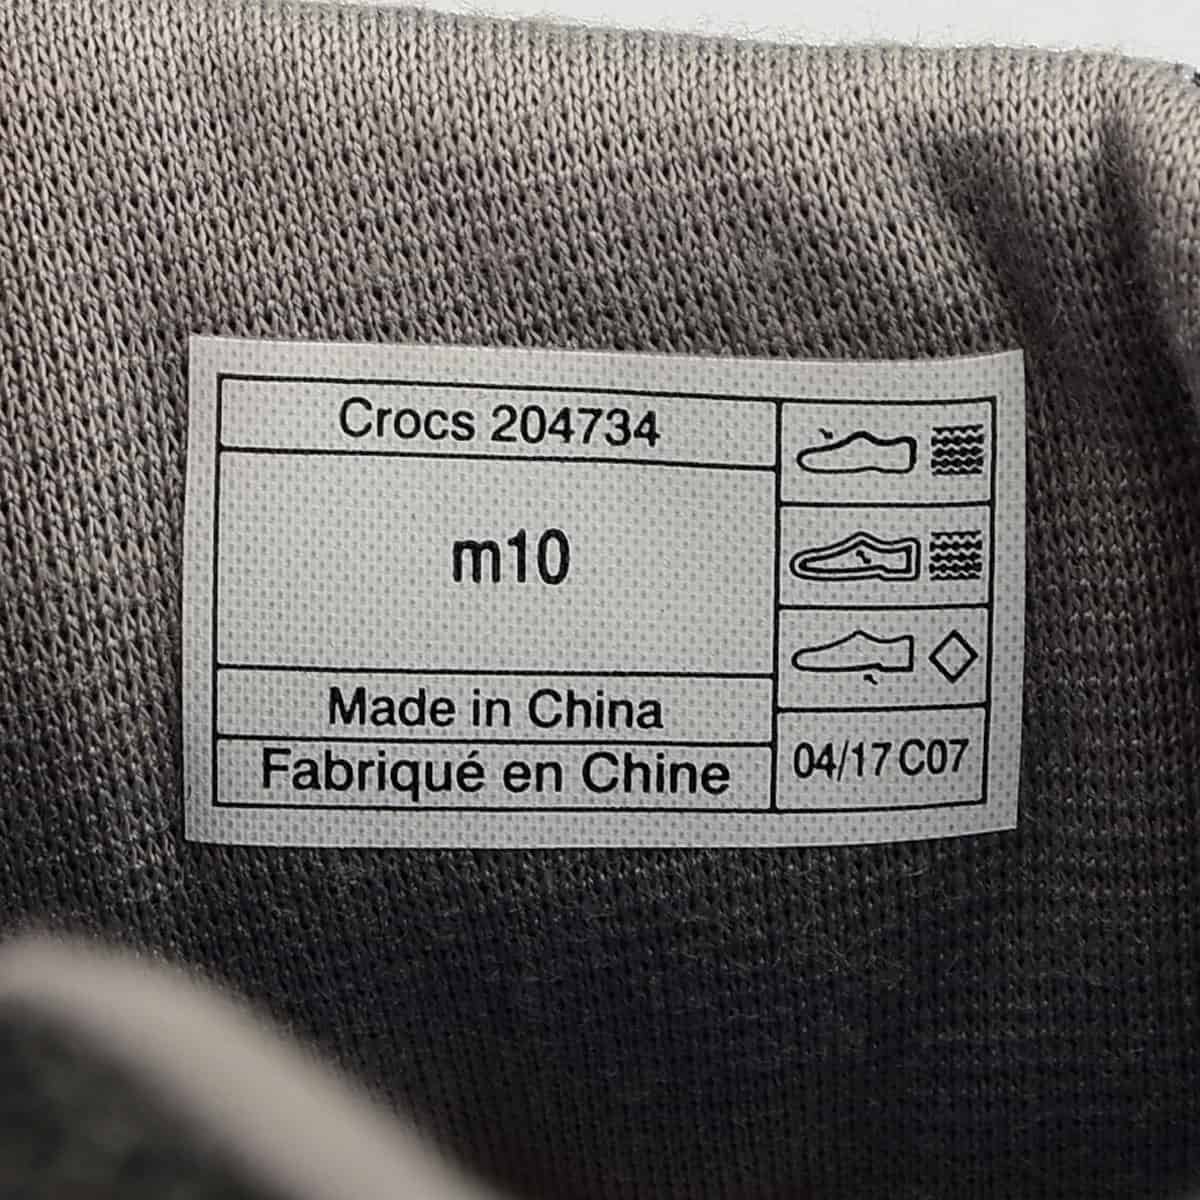 Crocs 204734
m10
Made in China
Fabriqué en Chine
04/17 C07